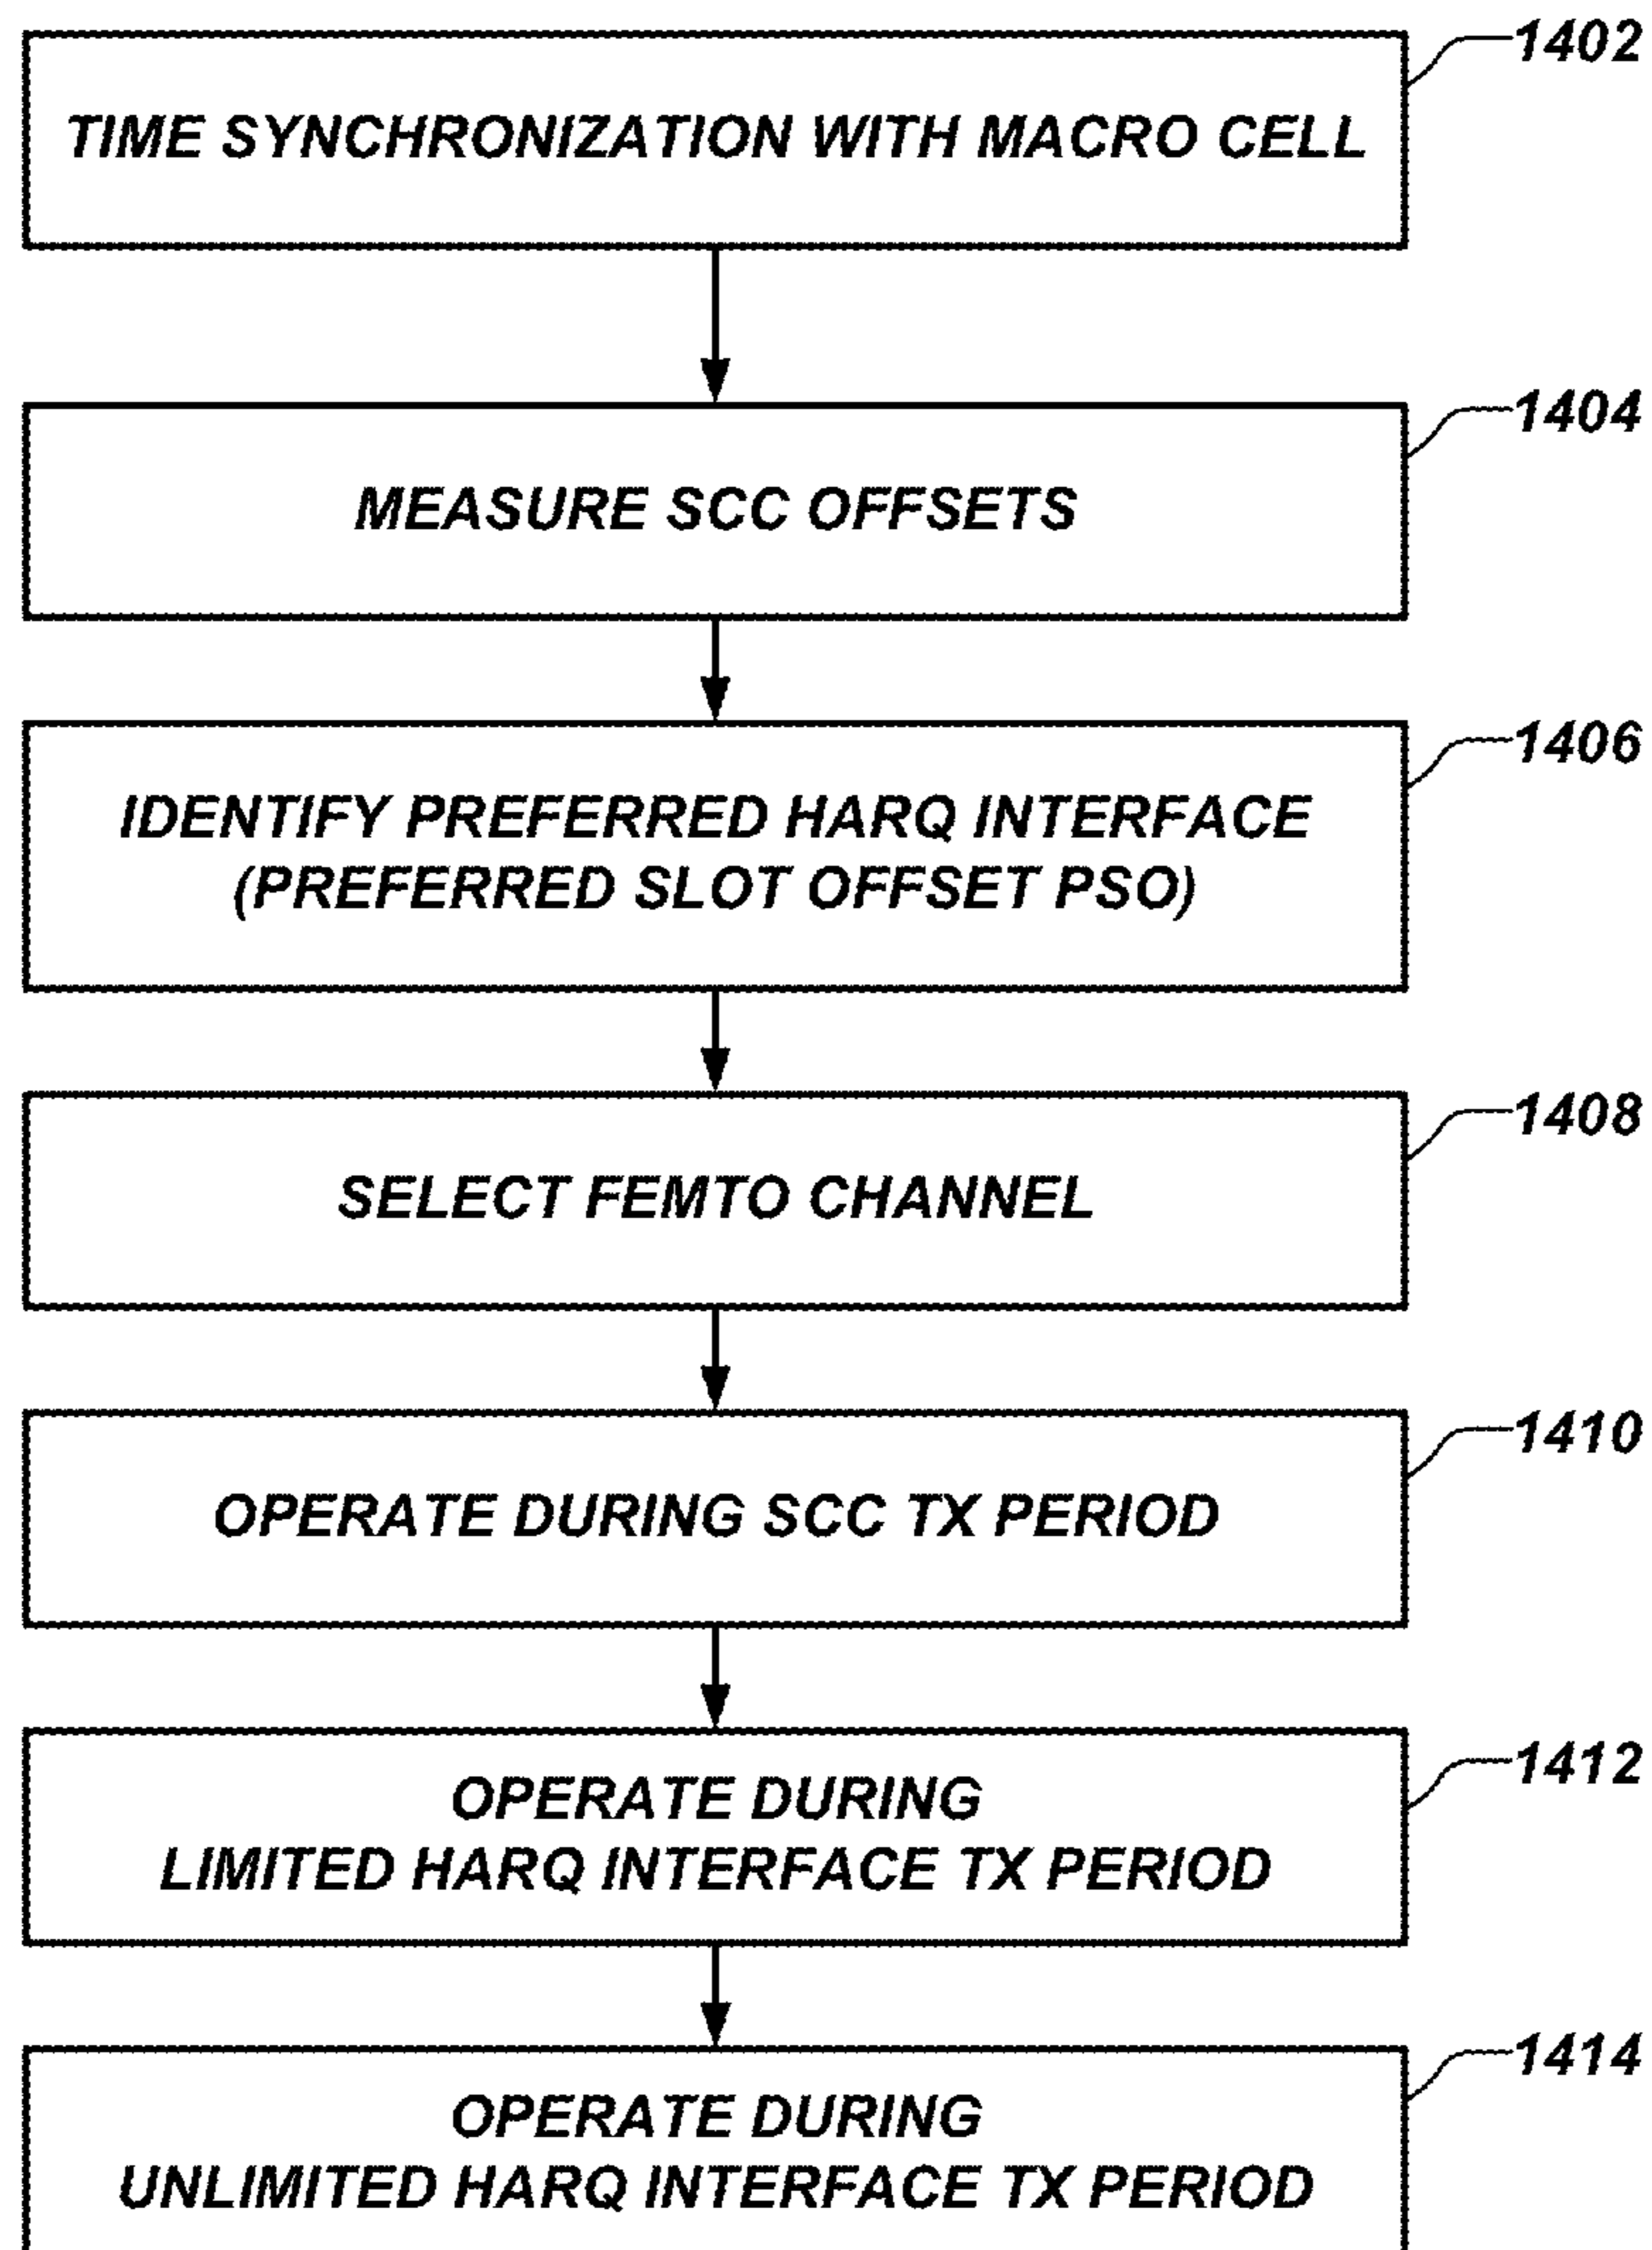 1402
TIME SYNCHRONIZATION WITH MACRO CELL
1404
MEASURE SCC OFFSETS
1406
IDENTIFY PREFERRED HARQ INTERFACE
(PREFERRED SLOT OFFSET PSO)
1408
SELECT FEMTO CHANNEL
1410
OPERATE DURING SCC TX PERIOD
1412
OPERATE DURING
LIMITED HARQ INTERFACE TX PERIOD
1414
OPERATE DURING
UNLIMITED HARQ INTERFACE TX PERIOD